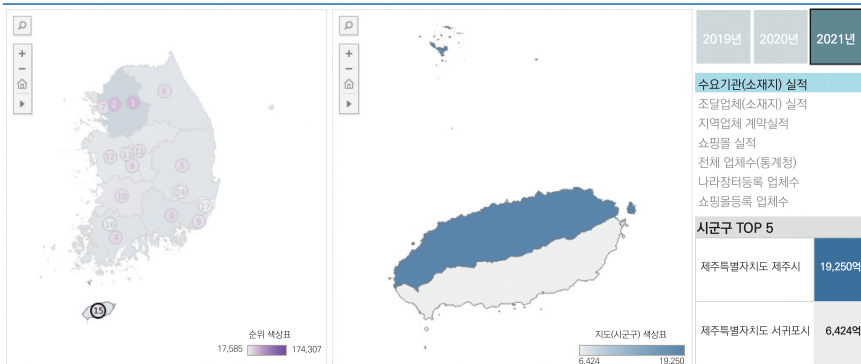 2019년 2020년 2021년
수요기관(소재지) 실적
조달업체(소재지) 실적
지역업체 계약실적
쇼핑몰 실적
전체 업체수(통계청)
나라장터등록 업체수
쇼핑몰등록 업체수
시군구 TOP 5
제주특별자치도 제주시 19,250억
제주특별자치도 서귀포시 6,424억
6
7 2 1
12 13 11
8 5
10 14
3 17
16 9
4
15
순위 색상표
17,585 174,307
지도(시군구) 색상표
6,424 19,250